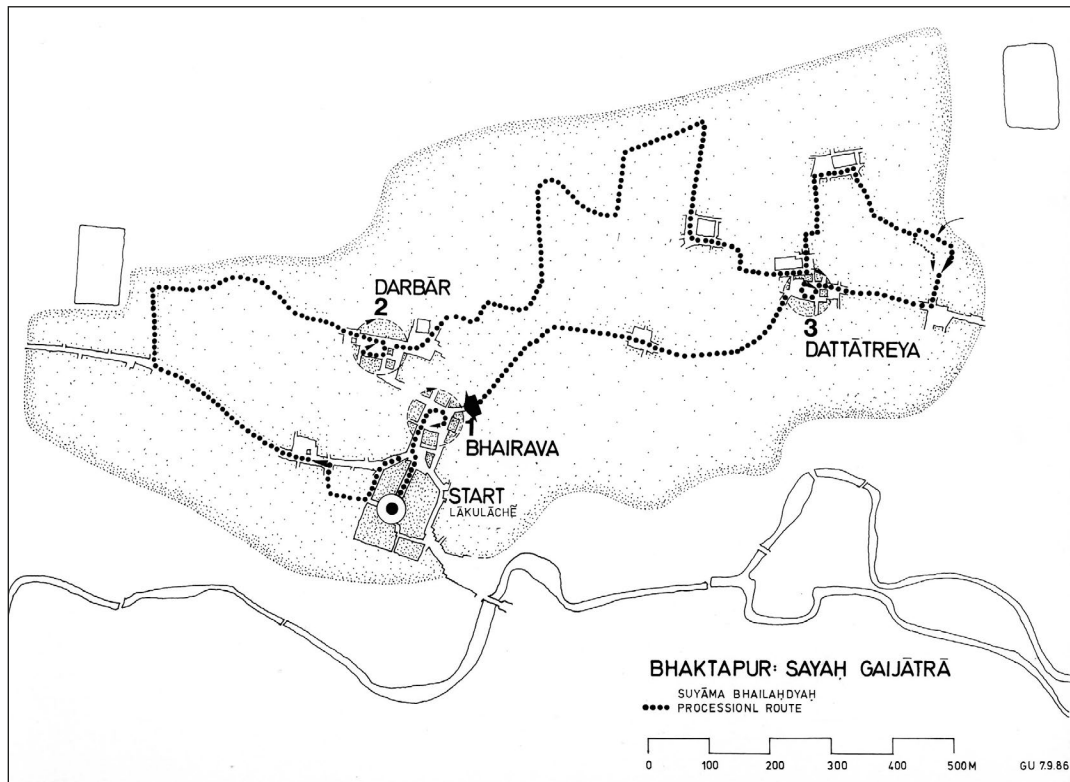 DARBĀR
2
3
DATTĀTREYA
1
BHAIRAVA
START
LĀKULĀCHẼ
BHAKTAPUR: SAYAḤ GAIJĀTRĀ
SUYĀMA BHAILAḤDYAḤ
PROCESSIONL ROUTE
0 100 200 300 400 500M
GU 7.9.86